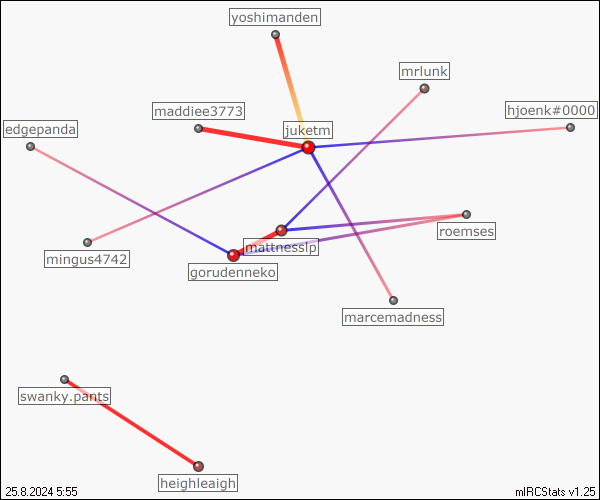 yoshimanden
mrlunk
maddiee3773
hjoenk#0000
edgepanda
juketm
roemses
mattnesslp
mingus4742
gorudenneko
marcemadness
swanky.pants
heighleaigh
25.8.2024 5:55
mIRCStats v1.25